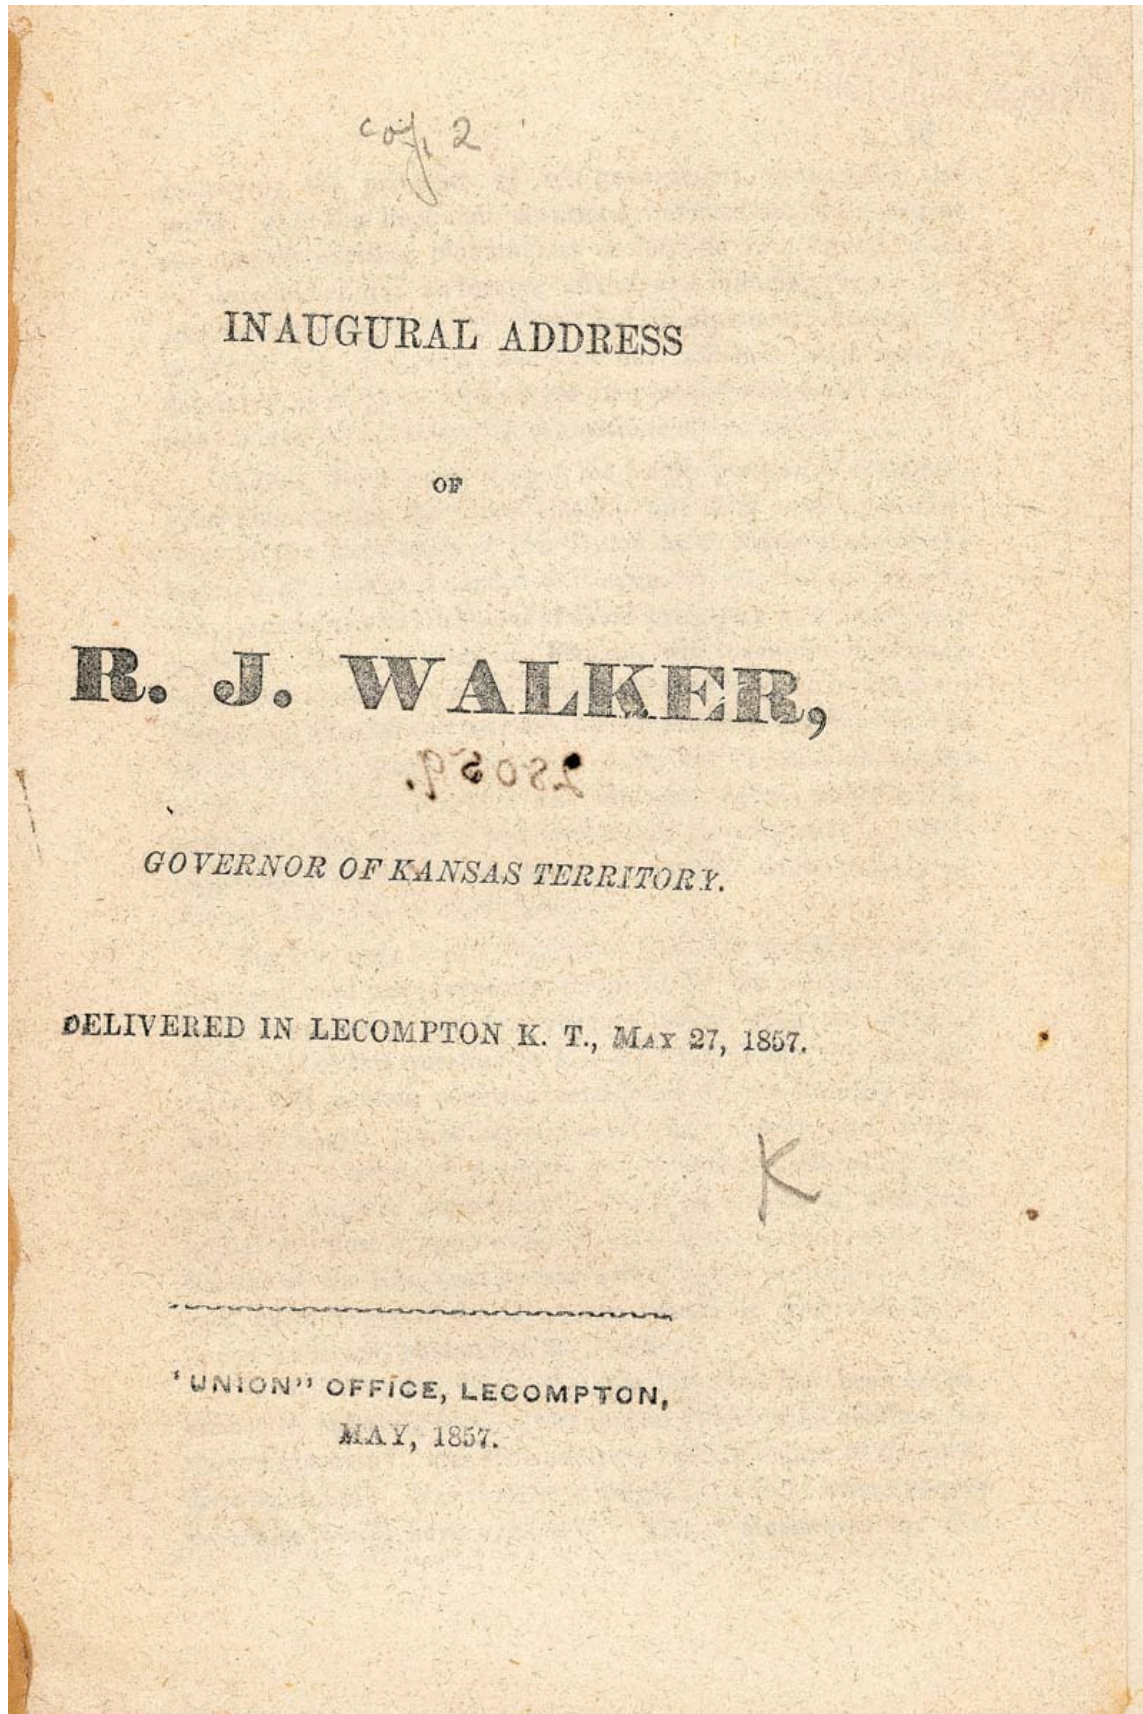 cop, 2
INAUGURAL ADDRESS
OF
R. J. WALKER,
28059.
GOVERNOR OF KANSAS TERRITORY.
DELIVERED IN LECOMPTON K. T., MAY 27, 1857.
K
'UNION" OFFICE, LECOMPTON,
MAY, 1857.